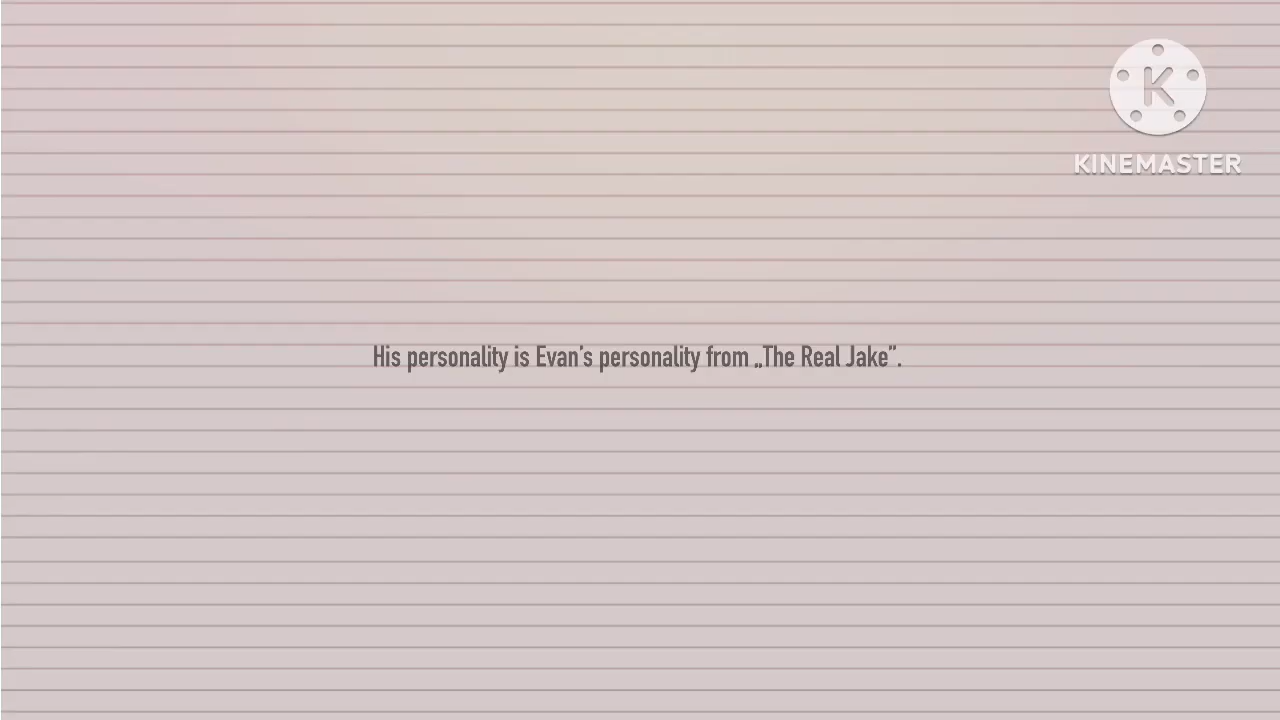 K
KINEMASTER
His personality is Evan's personality from „The Real Jake”.